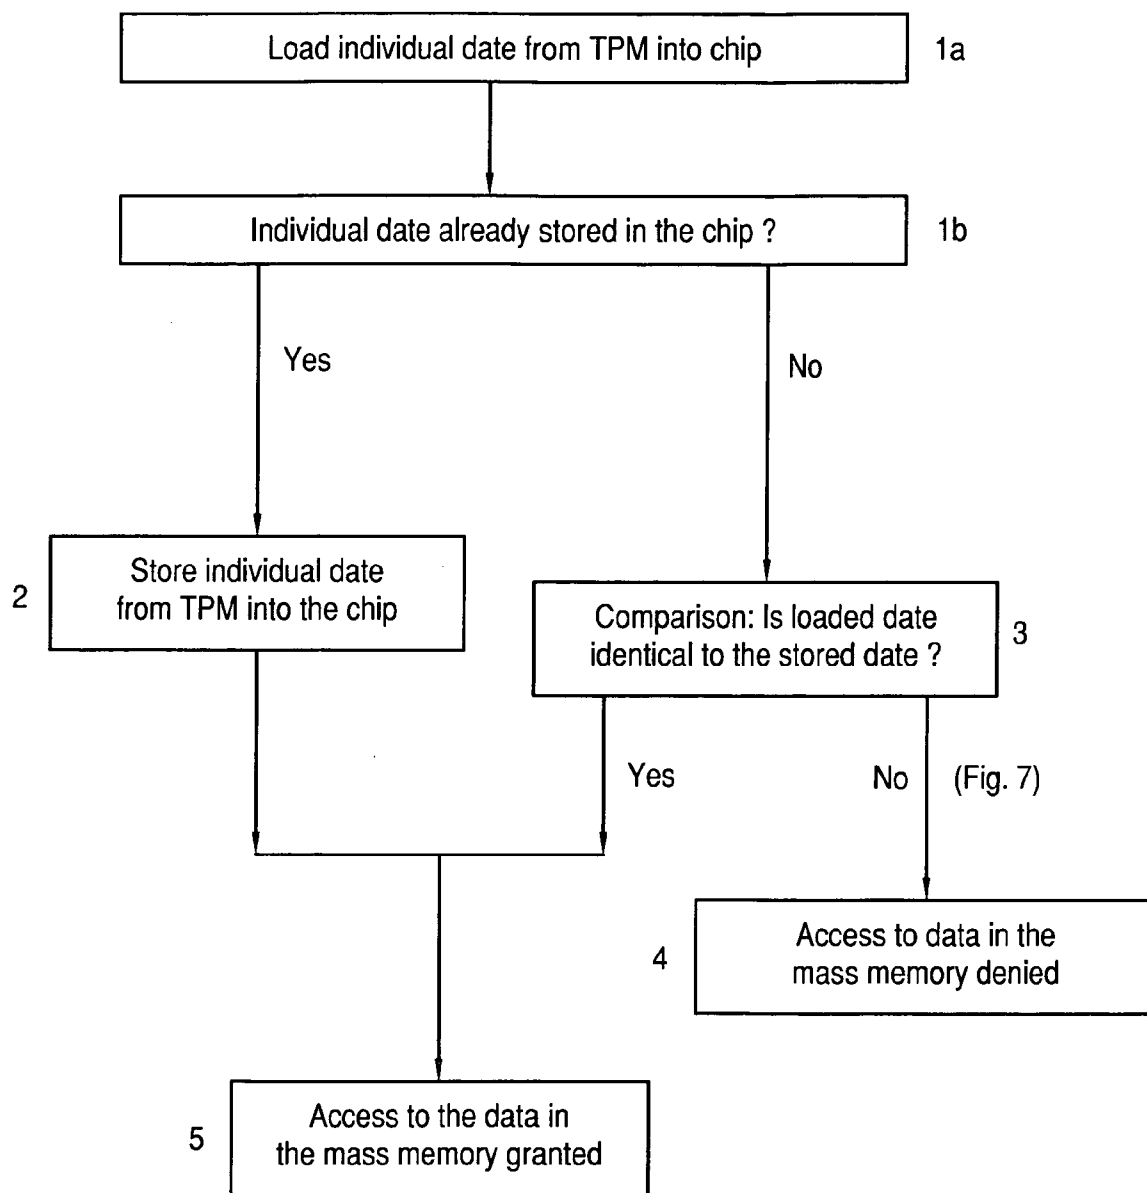 Load individual date from TPM into chip
1a
Individual date already stored in the chip ?
1b
Yes
No
2
Store individual date
from TPM into the chip
Comparison: Is loaded date
identical to the stored date ?
3
Yes
No
(Fig. 7)
4
Access to data in the
mass memory denied
5
Access to the data in
the mass memory granted